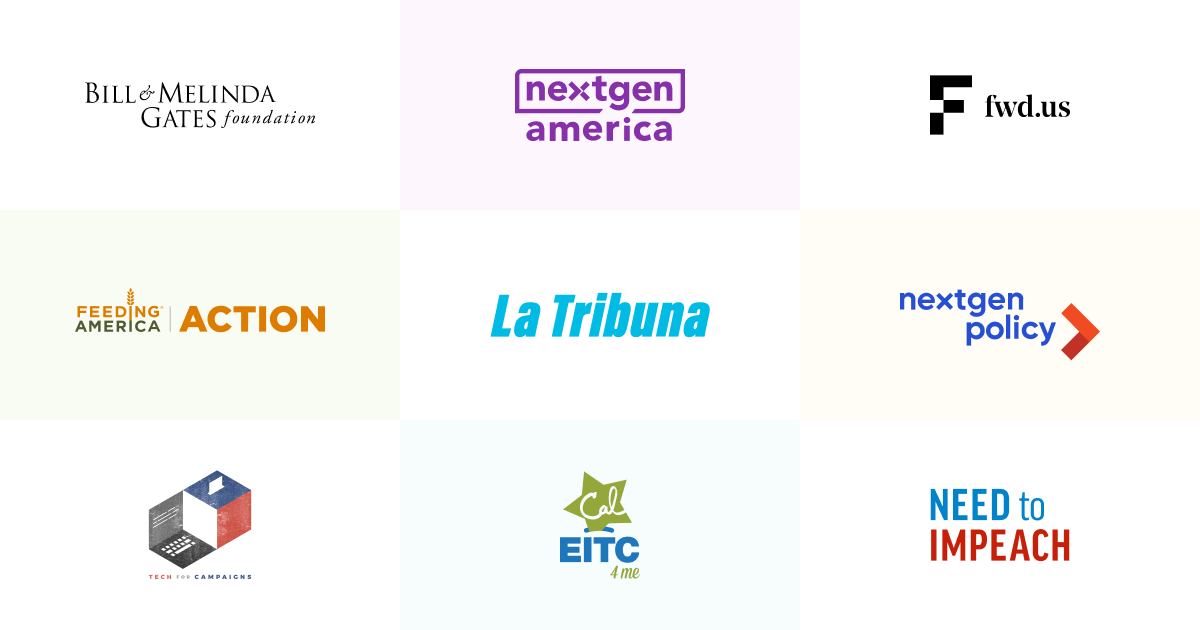 BILL & MELINDA
GATES foundation
nextgen
america
fwd.us
FEEDING
AMERICA
ACTION
La Tribuna
nextgen
policy
TECH FOR CAMPAIGNS
Cal
EITC
4 me
NEED to
IMPEACH